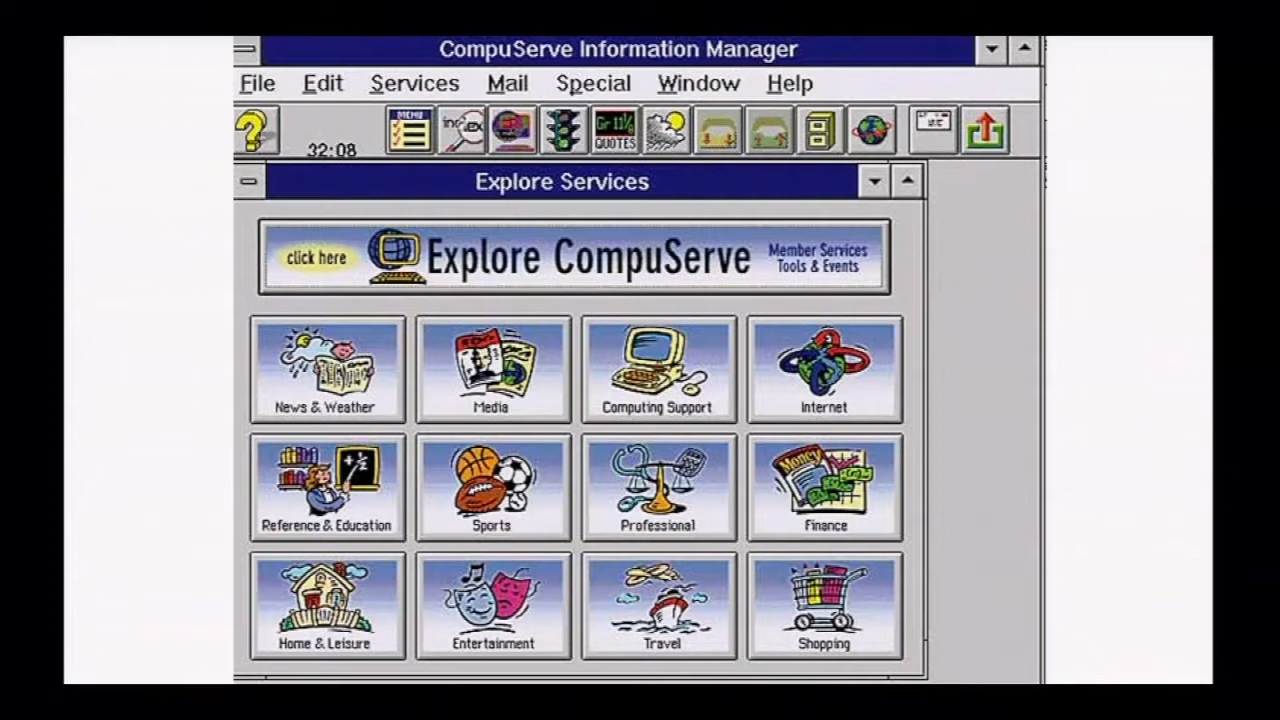 CompuServe Information Manager
File Edit Services Mail Special Window Help
MENU
QUOTES
32:08
Explore Services
click here
Explore CompuServe
Member Services
Tools & Events
News & Weather
Media
Computing Support
Internet
Money
Reference & Education
Sports
Professional
Finance
Home & Leisure
Entertainment
Travel
Shopping